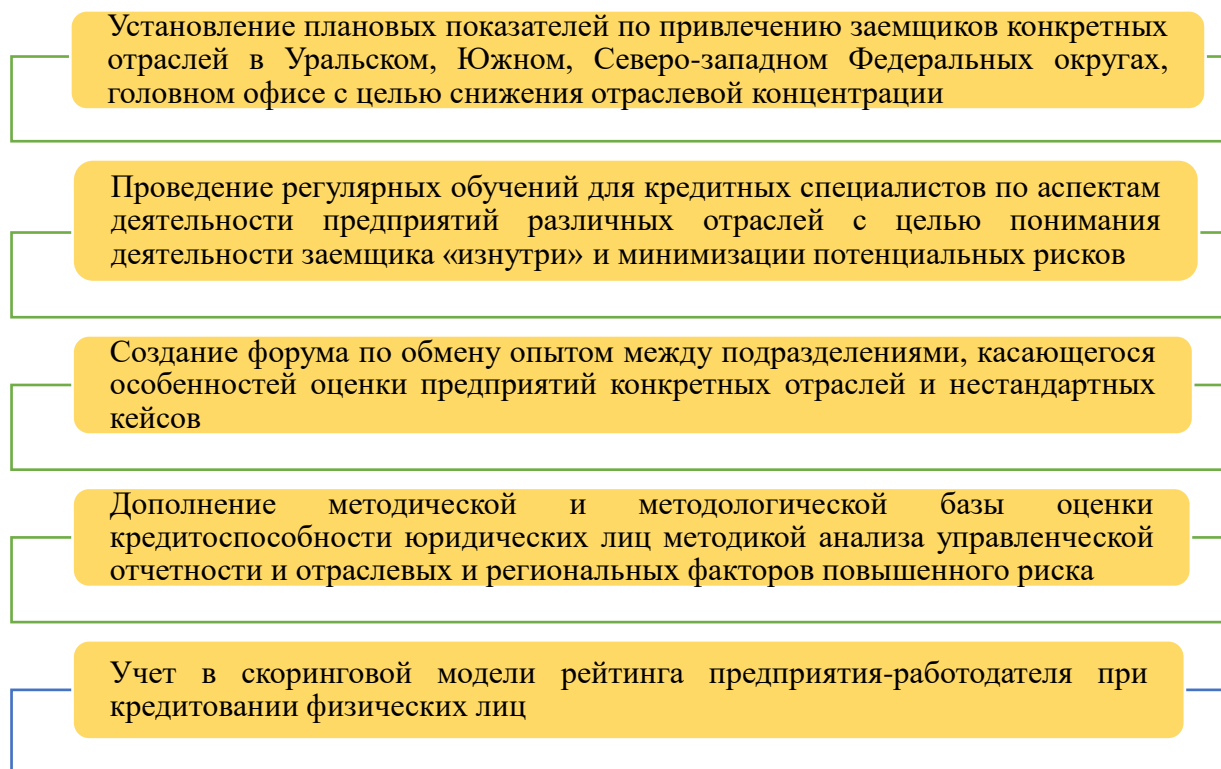 Установление плановых показателей по привлечению заемщиков конкретных
отраслей в Уральском, Южном, Северо-западном Федеральных округах,
головном офисе с целью снижения отраслевой концентрации
Проведение регулярных обучений для кредитных специалистов по аспектам
деятельности предприятий различных отраслей с целью понимания
деятельности заемщика «изнутри» и минимизации потенциальных рисков
Создание форума по обмену опытом между подразделениями, касающегося
особенностей оценки предприятий конкретных отраслей и нестандартных
кейсов
Дополнение методической и методологической базы оценки
кредитоспособности юридических лиц методикой анализа управленческой
отчетности и отраслевых и региональных факторов повышенного риска
Учет в скоринговой модели рейтинга предприятия-работодателя при
кредитовании физических лиц